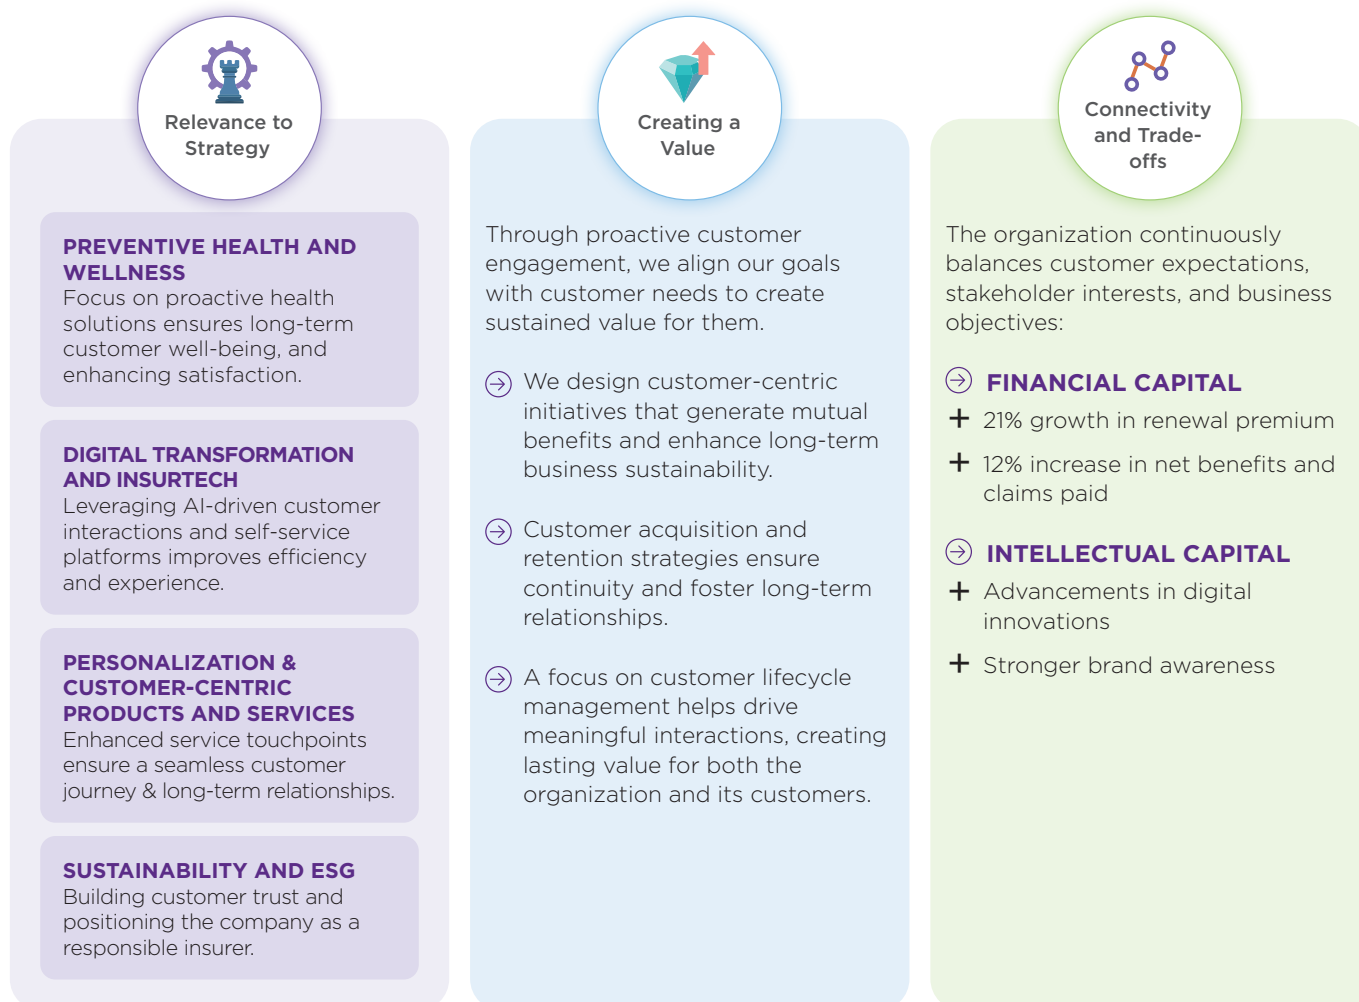 Relevance to
Strategy
PREVENTIVE HEALTH AND
WELLNESS
Focus on proactive health
solutions ensures long-term
customer well-being, and
enhancing satisfaction.
DIGITAL TRANSFORMATION
AND INSURTECH
Leveraging AI-driven customer
interactions and self-service
platforms improves efficiency
and experience.
PERSONALIZATION &
CUSTOMER-CENTRIC
PRODUCTS AND SERVICES
Enhanced service touchpoints
ensure a seamless customer
journey & long-term relationships.
SUSTAINABILITY AND ESG
Building customer trust and
positioning the company as a
responsible insurer.
Creating a
Value
Through proactive customer
engagement, we align our goals
with customer needs to create
sustained value for them.
We design customer-centric
initiatives that generate mutual
benefits and enhance long-term
business sustainability.
Customer acquisition and
retention strategies ensure
continuity and foster long-term
relationships.
A focus on customer lifecycle
management helps drive
meaningful interactions, creating
lasting value for both the
organization and its customers.
Connectivity
and Trade-
offs
The organization continuously
balances customer expectations,
stakeholder interests, and business
objectives:
FINANCIAL CAPITAL
+ 21% growth in renewal premium
+ 12% increase in net benefits and
claims paid
INTELLECTUAL CAPITAL
+ Advancements in digital
innovations
+ Stronger brand awareness